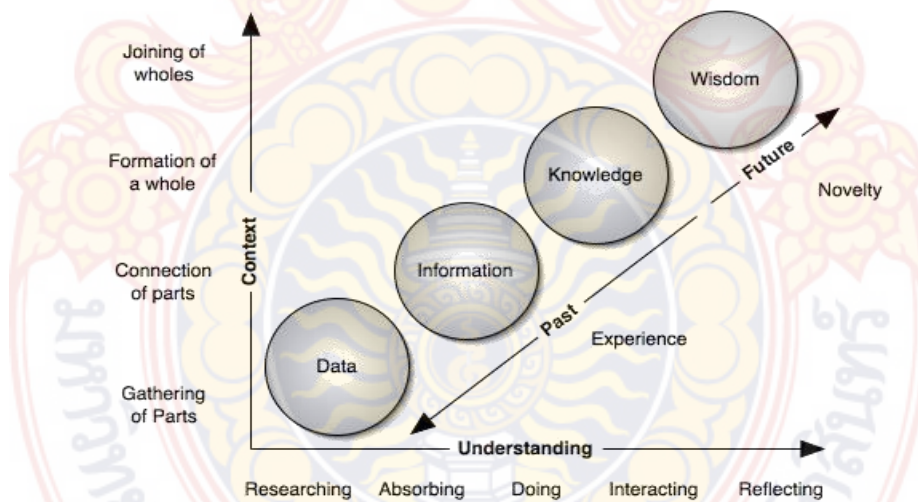 Joining of
wholes
Wisdom
Future
Formation of
a whole
Knowledge
Novelty
Context
Connection
of parts
Information
Past
Experience
Data
Gathering
of Parts
Understanding
Researching Absorbing Doing Interacting Reflecting